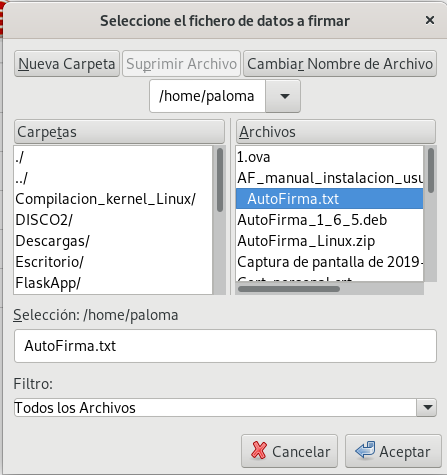 Seleccione el fichero de datos a firmar
Nueva Carpeta Suprimir Archivo Cambiar Nombre de Archivo
/home/paloma
Carpetas
./
../
Compilacion_kernel_Linux/
DISCO2/
Descargas/
Escritorio/
FlaskApp/
Archivos
1.ova
AF_manual_instalacion_usu
AutoFirma.txt
AutoFirma_1_6_5.deb
AutoFirma_Linux.zip
Captura de pantalla de 2019-
Selección: /home/paloma
AutoFirma.txt
Filtro:
Todos los Archivos
Cancelar Aceptar